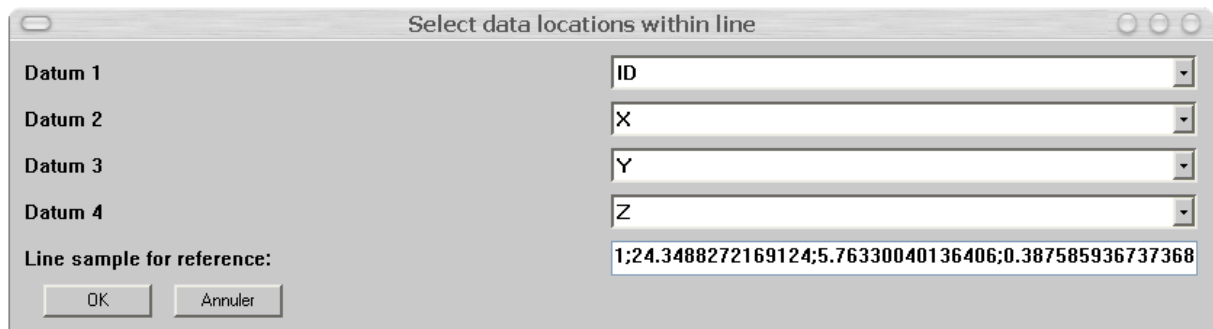 Select data locations within line
Datum 1 ID
Datum 2 X
Datum 3 Y
Datum 4 Z
Line sample for reference: 1;24.3488272169124;5.76330040136406;0.387585936737368
OK Annuler